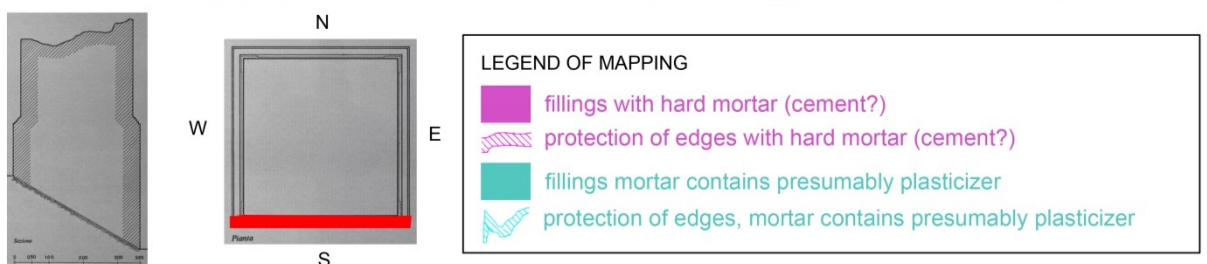 N
W
E
S
Sezione
Pianta
LEGEND OF MAPPING
fillings with hard mortar (cement?)
protection of edges with hard mortar (cement?)
fillings mortar contains presumably plasticizer
protection of edges, mortar contains presumably plasticizer